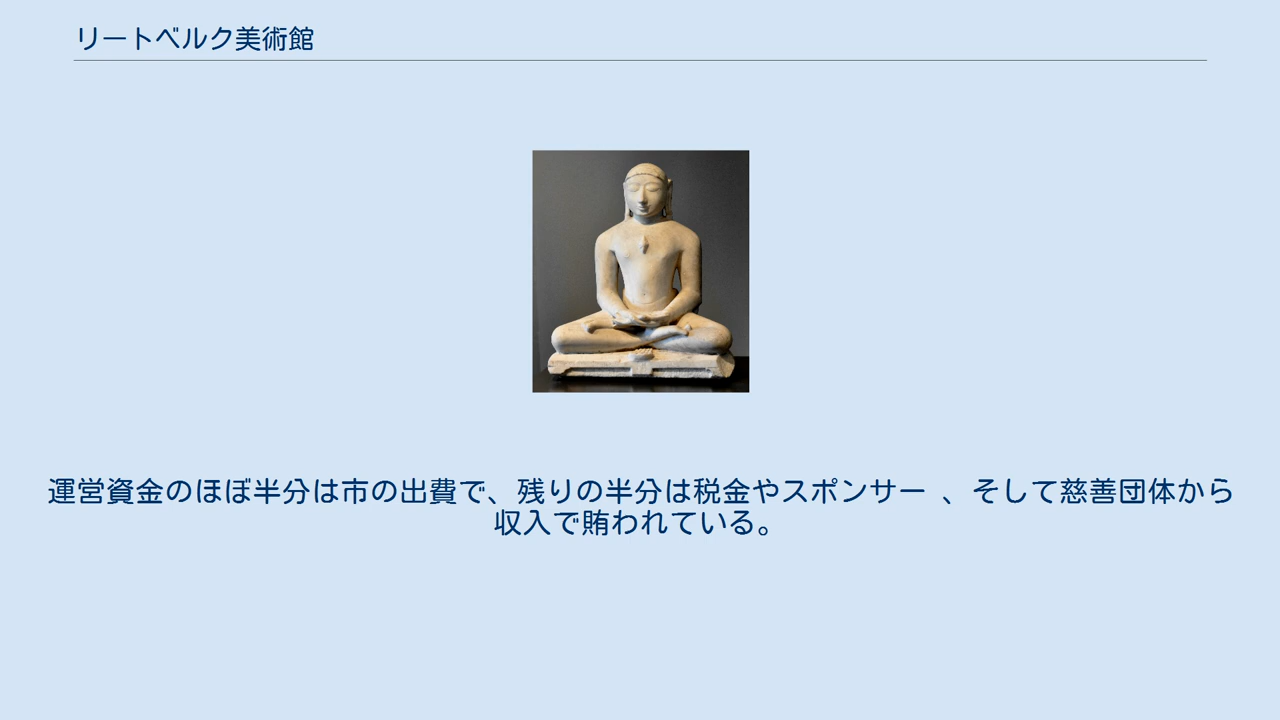 リートベルク美術館
運営資金のほぼ半分は市の出費で、残りの半分は税金やスポンサー 、そして慈善団体から
収入で賄われている。